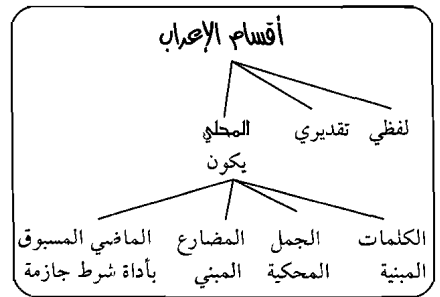 أقسام الإعراب
لفظي تقديري المحلي
يكون
الكلمات الجمل المضارع الماضي المسبوق
المبنية المحكية المبني بأداة شرط جازمة